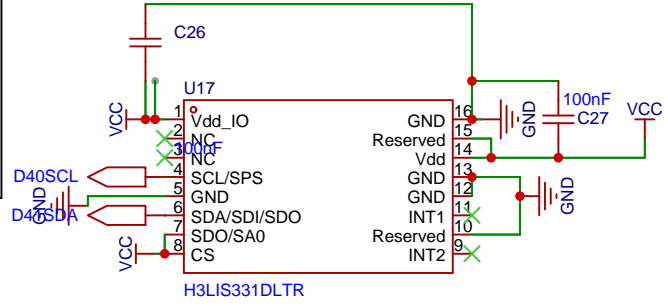 C26
U17
VCC
1 Vdd_IO
2 NC
3 NC
100nF
4 SCL/SPS
5 GND
6 SDA/SDI/SDO
7 SDO/SA0
8 CS
D40SCL
GND
D41SDA
VCC
GND 16
Reserved 15
Vdd 14
GND 13
GND 12
INT1 11
Reserved 10
INT2 9
GND
100nF
C27
VCC
GND
H3LIS331DLTR